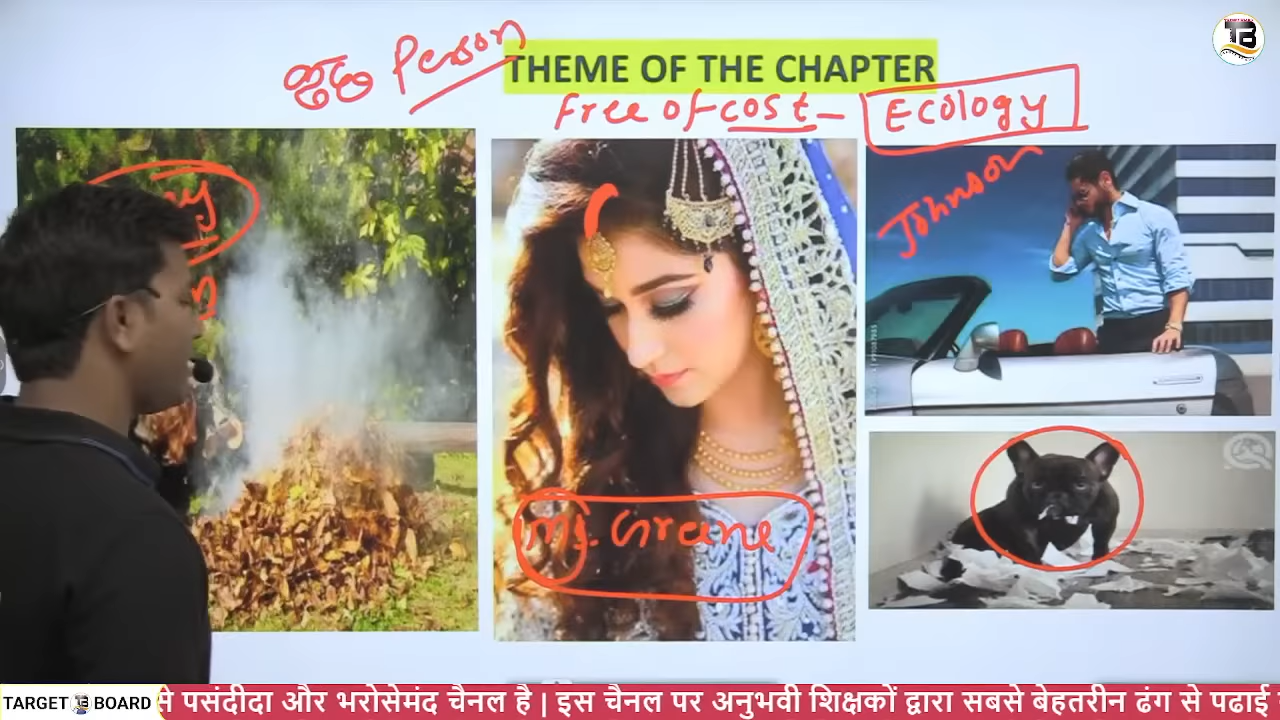 Person
THEME OF THE CHAPTER
Free of cost - Ecology
Johnson
Greene
TARGET BOARD
पसंदीदा और भरोसेमंद चैनल है | इस चैनल पर अनुभवी शिक्षकों द्वारा सबसे बेहतरीन ढंग से पढाई
TB